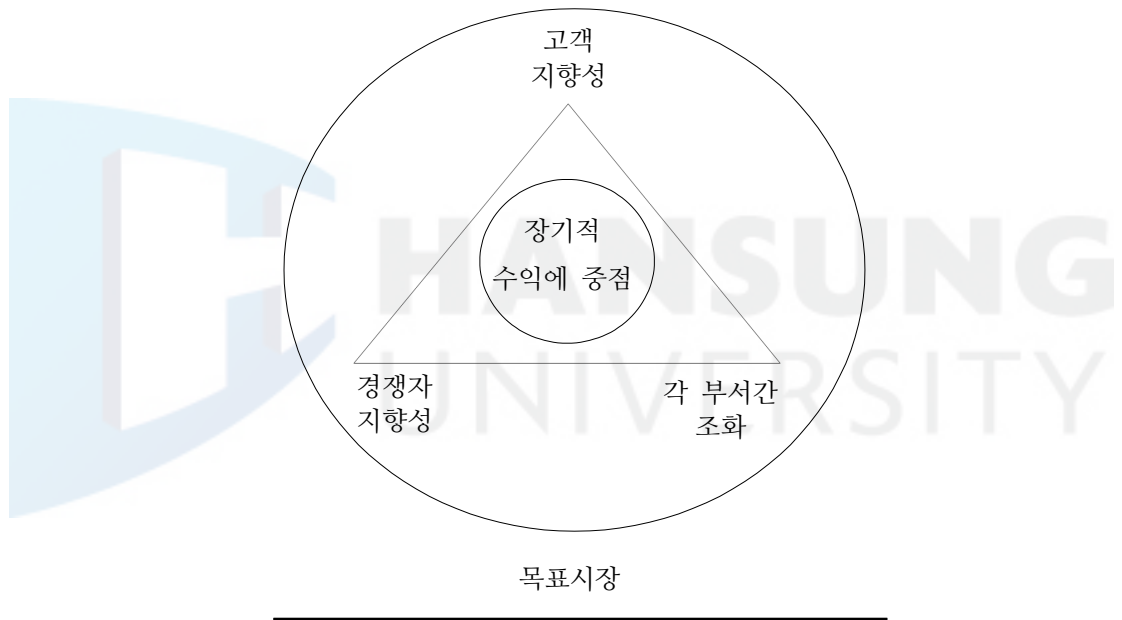 고객
지향성
장기적
수익에 중점
경쟁자
지향성
각 부서간
조화
목표시장
HANSUNG
UNIVERSITY